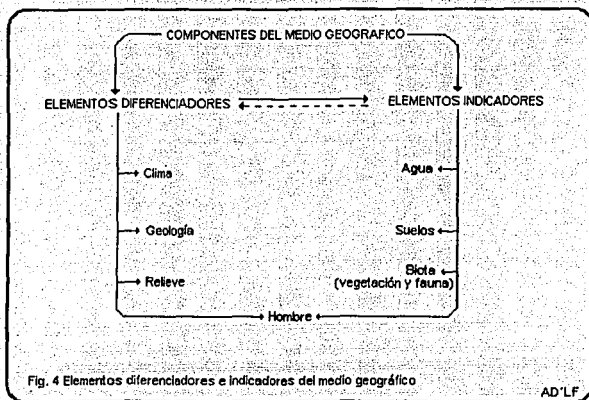 COMPONENTES DEL MEDIO GEOGRAFICO
ELEMENTOS DIFERENCIADORES
ELEMENTOS INDICADORES
Clima
Agua
Geología
Suelos
Relieve
Biota
(vegetación y fauna)
Hombre
Fig. 4 Elementos diferenciadores e indicadores del medio geográfico
AD'LF